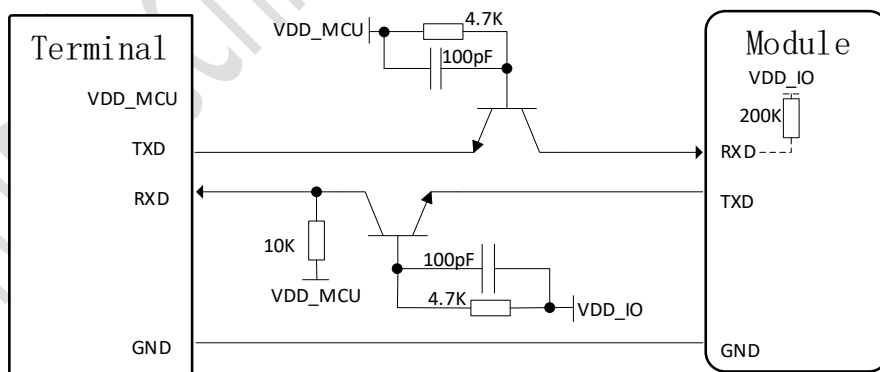 Terminal
VDD_MCU
TXD
RXD
GND
VDD_MCU
4.7K
100pF
10K
VDD_MCU
100pF
4.7K
VDD_IO
Module
VDD_IO
200K
RXD
TXD
GND